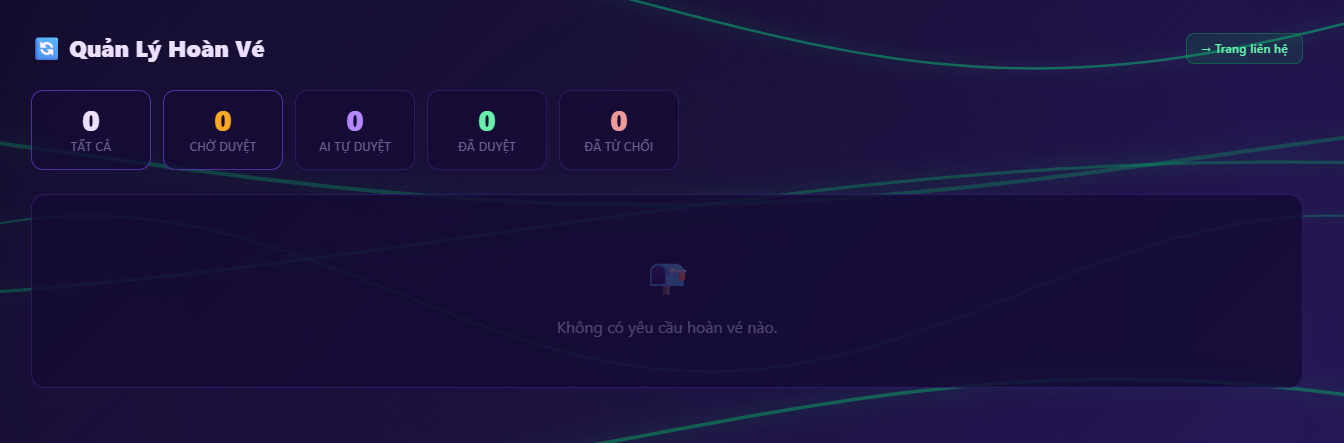 Quản Lý Hoàn Vé
→ Trang liên hệ
0
TẤT CẢ
0
CHỜ DUYỆT
0
AI TỰ DUYỆT
0
ĐÃ DUYỆT
0
ĐÃ TỪ CHỐI
Không có yêu cầu hoàn vé nào.